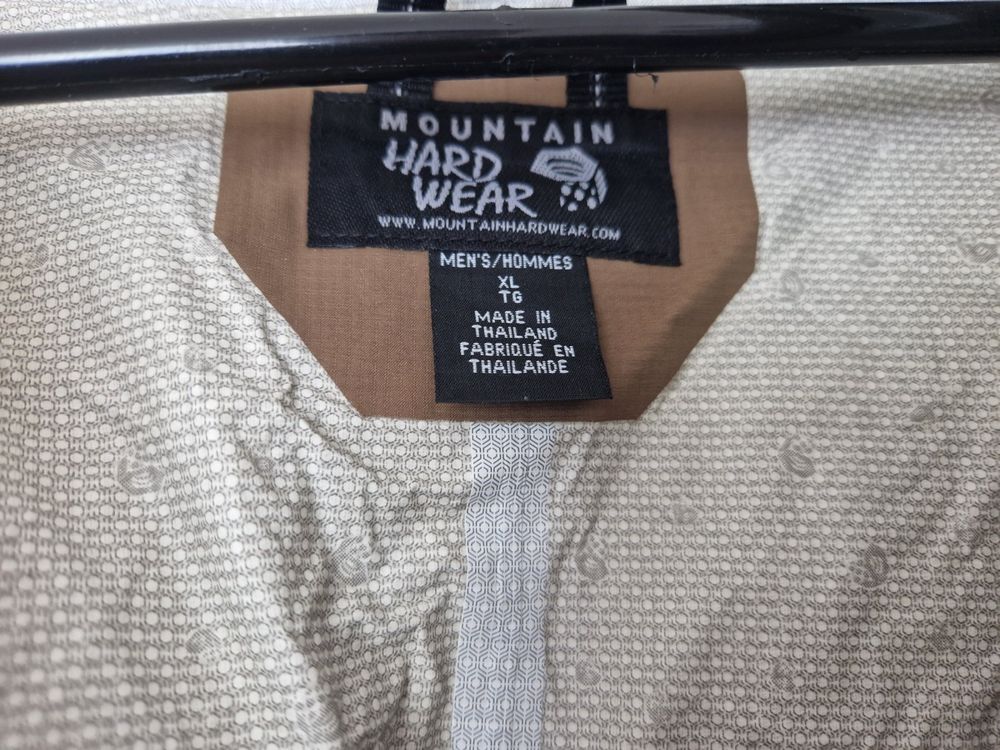 MOUNTAIN
HARD
WEAR
WWW.MOUNTAINHARDWEAR.COM
MEN'S/HOMMES
XL
TG
MADE IN
THAILAND
FABRIQUÉ EN
THAILANDE